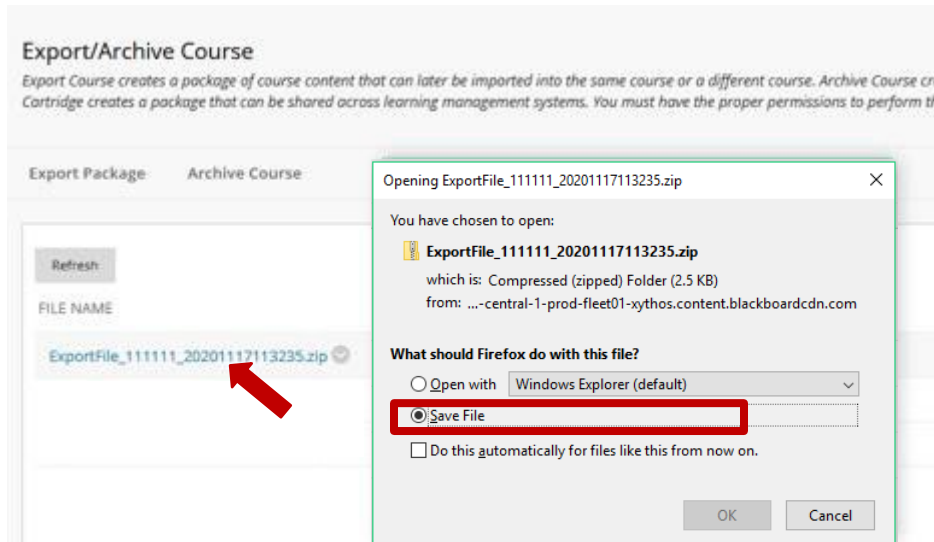 Export/Archive Course
Export Course creates a package of course content that can later be imported into the same course or a different course. Archive Course cr
Cartridge creates a package that can be shared across learning management systems. You must have the proper permissions to perform th
Export Package Archive Course
Refresh
FILE NAME
ExportFile_111111_20201117113235.zip
Opening ExportFile_111111_20201117113235.zip
You have chosen to open:
ExportFile_111111_20201117113235.zip
which is: Compressed (zipped) Folder (2.5 KB)
from: ...-central-1-prod-fleet01-xythos.content.blackboardcdn.com
What should Firefox do with this file?
Open with Windows Explorer (default)
Save File
Do this automatically for files like this from now on.
OK Cancel